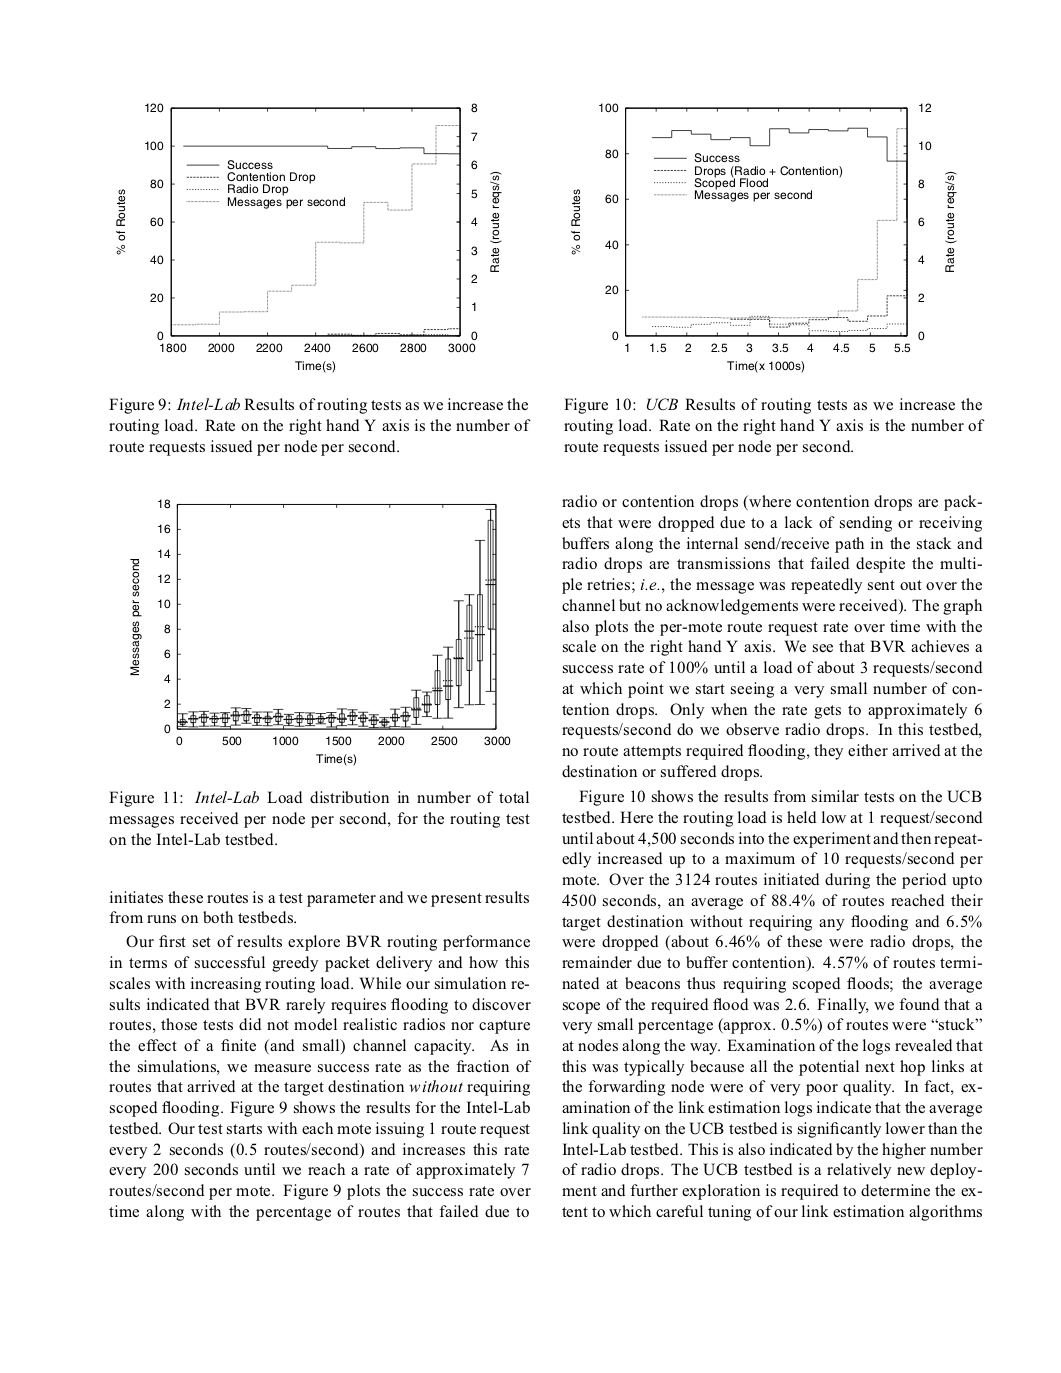 120
100
80
60
40
20
0
% of Routes
8
7
6
5
4
3
2
1
0
Rate (route reqs/s)
Success
Contention Drop
Radio Drop
Messages per second
1800 2000 2200 2400 2600 2800 3000
Time(s)
Figure 9: Intel-Lab Results of routing tests as we increase the
routing load. Rate on the right hand Y axis is the number of
route requests issued per node per second.
100
80
60
40
20
0
% of Routes
12
10
8
6
4
2
0
Rate (route reqs/s)
Success
Drops (Radio + Contention)
Scoped Flood
Messages per second
1 1.5 2 2.5 3 3.5 4 4.5 5 5.5
Time(x 1000s)
Figure 10: UCB Results of routing tests as we increase the
routing load. Rate on the right hand Y axis is the number of
route requests issued per node per second.
18
16
14
12
10
8
6
4
2
0
Messages per second
0 500 1000 1500 2000 2500 3000
Time(s)
Figure 11: Intel-Lab Load distribution in number of total
messages received per node per second, for the routing test
on the Intel-Lab testbed.
initiates these routes is a test parameter and we present results
from runs on both testbeds.
Our first set of results explore BVR routing performance
in terms of successful greedy packet delivery and how this
scales with increasing routing load. While our simulation re-
sults indicated that BVR rarely requires flooding to discover
routes, those tests did not model realistic radios nor capture
the effect of a finite (and small) channel capacity. As in
the simulations, we measure success rate as the fraction of
routes that arrived at the target destination without requiring
scoped flooding. Figure 9 shows the results for the Intel-Lab
testbed. Our test starts with each mote issuing 1 route request
every 2 seconds (0.5 routes/second) and increases this rate
every 200 seconds until we reach a rate of approximately 7
routes/second per mote. Figure 9 plots the success rate over
time along with the percentage of routes that failed due to
radio or contention drops (where contention drops are pack-
ets that were dropped due to a lack of sending or receiving
buffers along the internal send/receive path in the stack and
radio drops are transmissions that failed despite the multi-
ple retries; i.e., the message was repeatedly sent out over the
channel but no acknowledgements were received). The graph
also plots the per-mote route request rate over time with the
scale on the right hand Y axis. We see that BVR achieves a
success rate of 100% until a load of about 3 requests/second
at which point we start seeing a very small number of con-
tention drops. Only when the rate gets to approximately 6
requests/second do we observe radio drops. In this testbed,
no route attempts required flooding, they either arrived at the
destination or suffered drops.
Figure 10 shows the results from similar tests on the UCB
testbed. Here the routing load is held low at 1 request/second
until about 4,500 seconds into the experiment and then repeat-
edly increased up to a maximum of 10 requests/second per
mote. Over the 3124 routes initiated during the period upto
4500 seconds, an average of 88.4% of routes reached their
target destination without requiring any flooding and 6.5%
were dropped (about 6.46% of these were radio drops, the
remainder due to buffer contention). 4.57% of routes termi-
nated at beacons thus requiring scoped floods; the average
scope of the required flood was 2.6. Finally, we found that a
very small percentage (approx. 0.5%) of routes were “stuck”
at nodes along the way. Examination of the logs revealed that
this was typically because all the potential next hop links at
the forwarding node were of very poor quality. In fact, ex-
amination of the link estimation logs indicate that the average
link quality on the UCB testbed is significantly lower than the
Intel-Lab testbed. This is also indicated by the higher number
of radio drops. The UCB testbed is a relatively new deploy-
ment and further exploration is required to determine the ex-
tent to which careful tuning of our link estimation algorithms